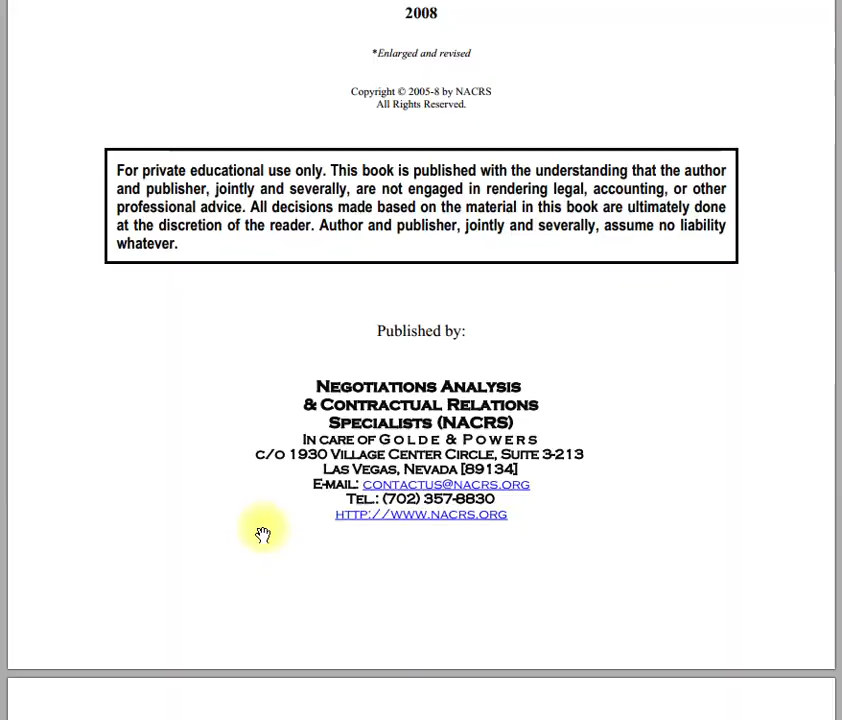 2008
*Enlarged and revised
Copyright © 2005-8 by NACRS
All Rights Reserved.
For private educational use only. This book is published with the understanding that the author
and publisher, jointly and severally, are not engaged in rendering legal, accounting, or other
professional advice. All decisions made based on the material in this book are ultimately done
at the discretion of the reader. Author and publisher, jointly and severally, assume no liability
whatever.
Published by:
NEGOTIATIONS ANALYSIS
& CONTRACTUAL RELATIONS
SPECIALISTS (NACRS)
IN CARE OF G O L D E & P O W E R S
C/O 1930 VILLAGE CENTER CIRCLE, SUITE 3-213
LAS VEGAS, NEVADA [89134]
E-MAIL: CONTACTUS@NACRS.ORG
TEL.: (702) 357-8830
HTTP://WWW.NACRS.ORG